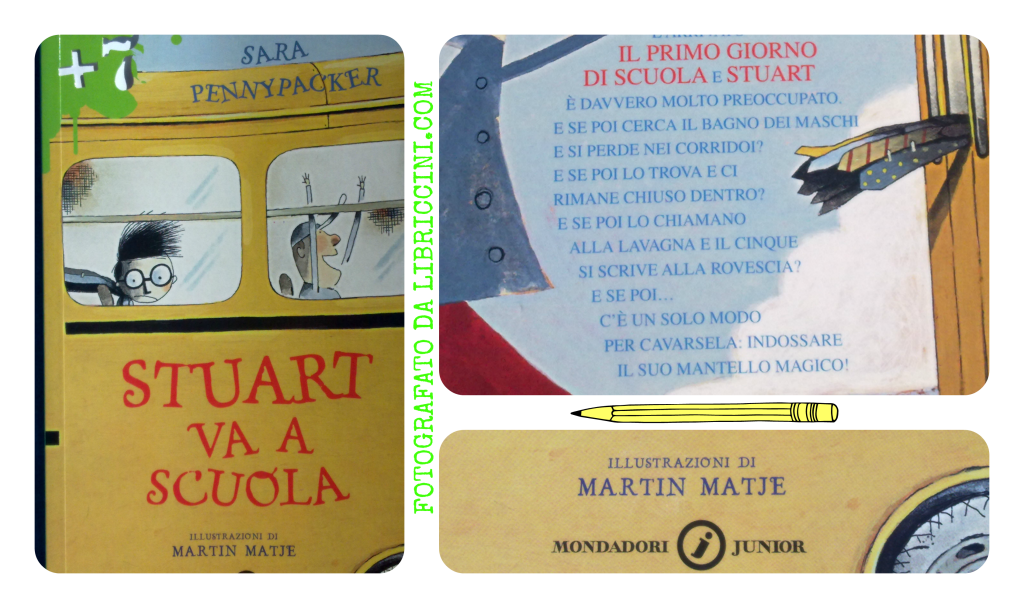 +7
SARA
PENNYPACKER
STUART
VA A
SCUOLA
ILLUSTRAZIONI DI
MARTIN MATJE
FOTOGRAFATO DA LIBRICCINI.COM
IL PRIMO GIORNO
DI SCUOLA E STUART
È DAVVERO MOLTO PREOCCUPATO.
E SE POI CERCA IL BAGNO DEI MASCHI
E SI PERDE NEI CORRIDOI?
E SE POI LO TROVA E CI
RIMANE CHIUSO DENTRO?
E SE POI LO CHIAMANO
ALLA LAVAGNA E IL CINQUE
SI SCRIVE ALLA ROVESCIA?
E SE POI...
C'È UN SOLO MODO
PER CAVARSELA: INDOSSARE
IL SUO MANTELLO MAGICO!
ILLUSTRAZIONI DI
MARTIN MATJE
MONDADORI j JUNIOR